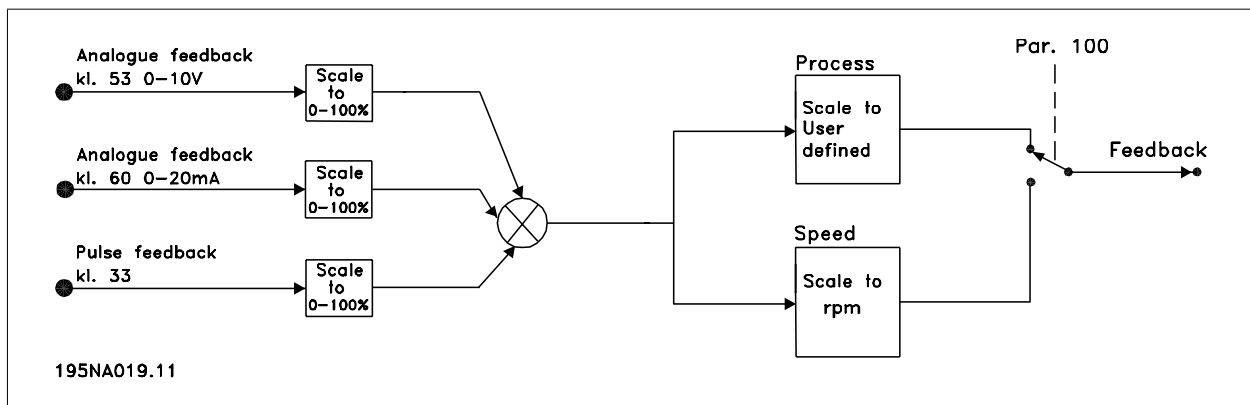 Analogue feedback
kl. 53 0-10V
Scale
to
0-100%
Analogue feedback
kl. 60 0-20mA
Scale
to
0-100%
Pulse feedback
kl. 33
Scale
to
0-100%
Process
Scale to
User
defined
Speed
Scale to
rpm
Par. 100
Feedback
195NA019.11